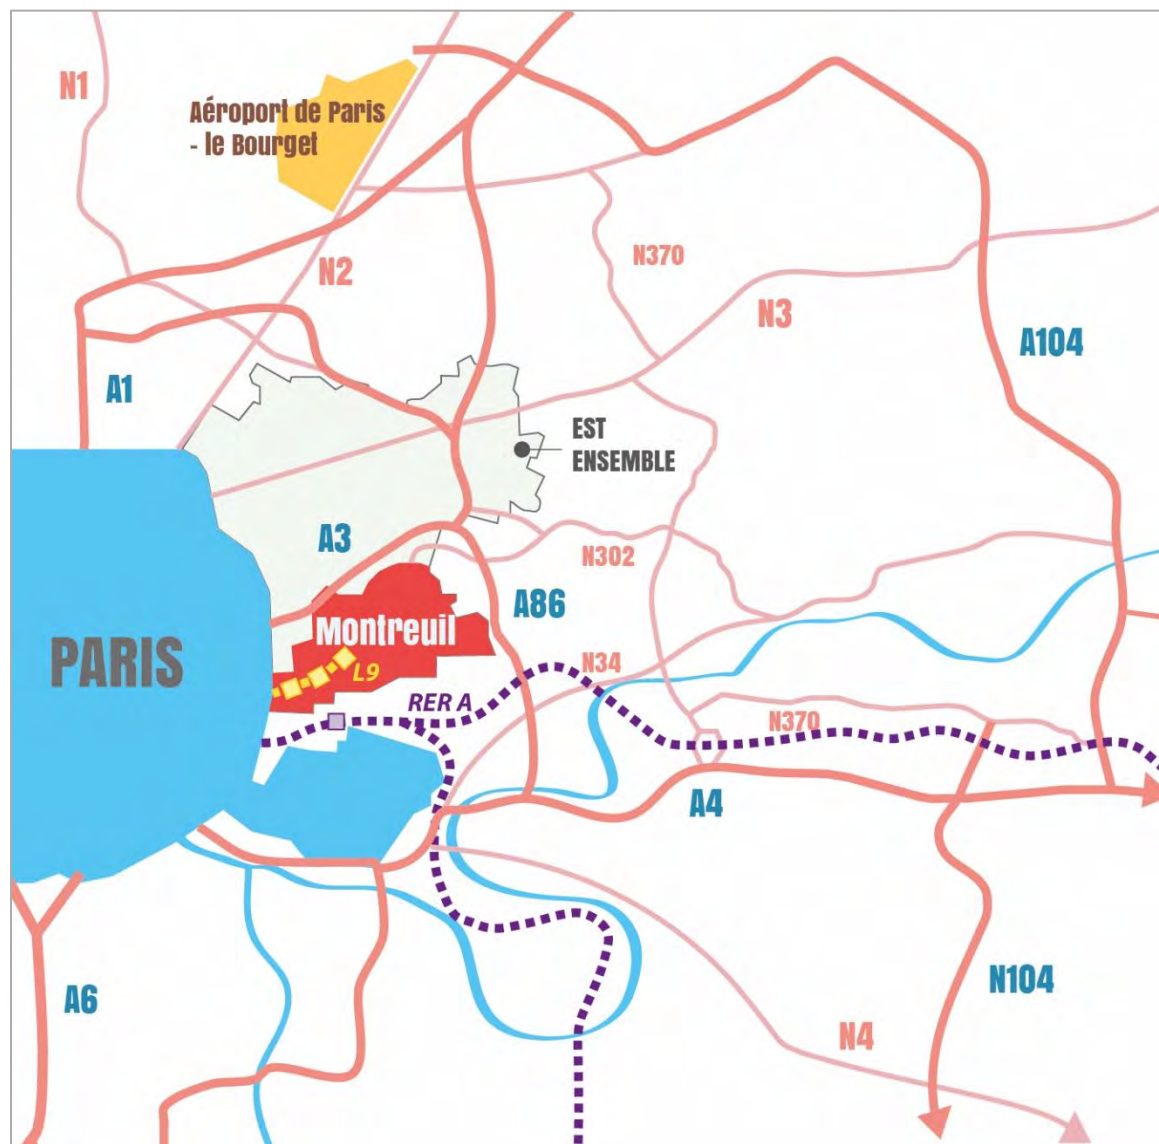 N1
Aéroport de Paris
- le Bourget
N2
N370
N3
A104
A1
EST
ENSEMBLE
A3
N302
A86
Montreuil
PARIS
L9
N34
RER A
N370
A4
A6
N104
N4